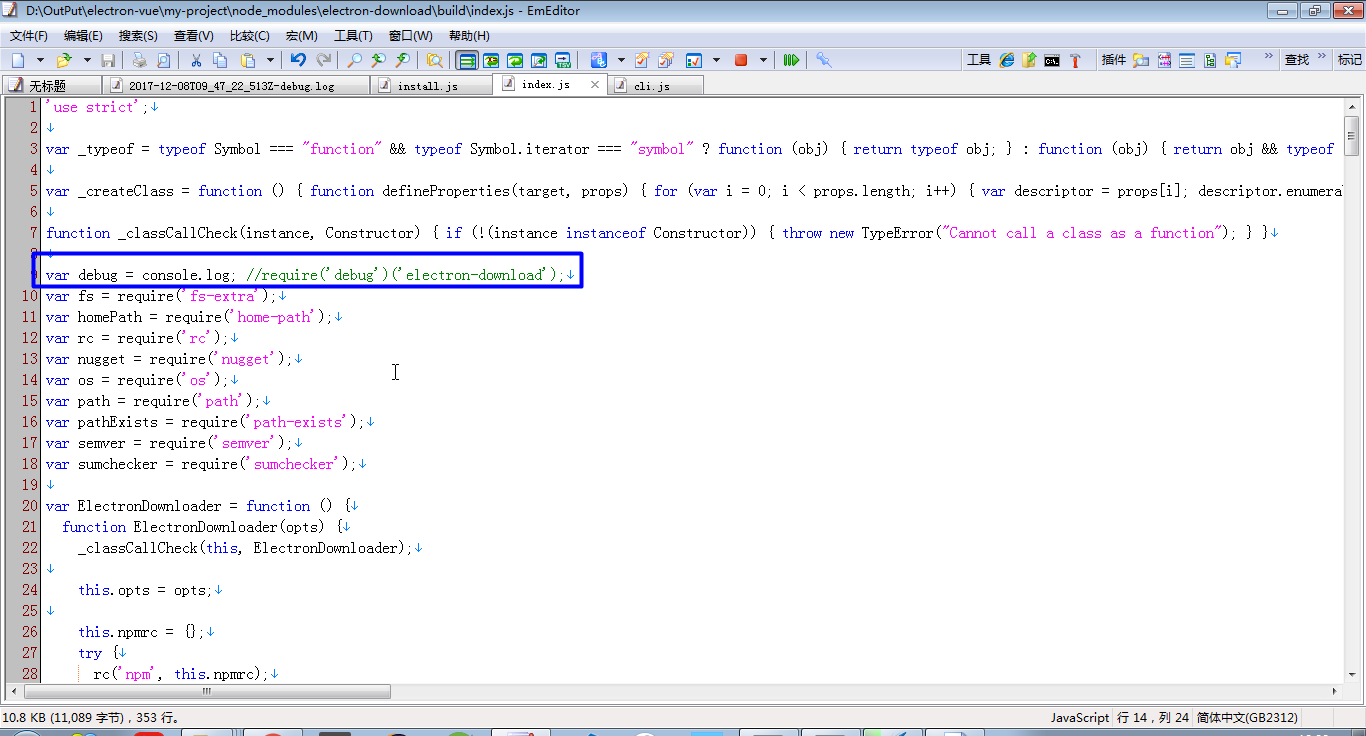 D:\OutPut\electron-vue\my-project\node_modules\electron-download\build\index.js - EmEditor
文件(F) 编辑(E) 搜索(S) 查看(V) 比较(C) 宏(M) 工具(T) 窗口(W) 帮助(H)
工具 插件 查找 标记
无标题 2017-12-08T09_47_22_513Z-debug.log install.js index.js cli.js
1 'use strict';↓
2 ↓
3 var _typeof = typeof Symbol === "function" && typeof Symbol.iterator === "symbol" ? function (obj) { return typeof obj; } : function (obj) { return obj && typeof
4 ↓
5 var _createClass = function () { function defineProperties(target, props) { for (var i = 0; i < props.length; i++) { var descriptor = props[i]; descriptor.enumera
6 ↓
7 function _classCallCheck(instance, Constructor) { if (!(instance instanceof Constructor)) { throw new TypeError("Cannot call a class as a function"); } }↓
8 ↓
9 var debug = console.log; //require('debug')('electron-download');↓
10 var fs = require('fs-extra');↓
11 var homePath = require('home-path');↓
12 var rc = require('rc');↓
13 var nugget = require('nugget');↓
14 var os = require('os');↓
15 var path = require('path');↓
16 var pathExists = require('path-exists');↓
17 var semver = require('semver');↓
18 var sumchecker = require('sumchecker');↓
19 ↓
20 var ElectronDownloader = function () {↓
21 function ElectronDownloader(opts) {↓
22 _classCallCheck(this, ElectronDownloader);↓
23 ↓
24 this.opts = opts;↓
25 ↓
26 this.npmrc = {};↓
27 try {↓
28 rc('npm', this.npmrc);↓
10.8 KB (11,089 字节)，353 行。 JavaScript 行 14，列 24 简体中文(GB2312)